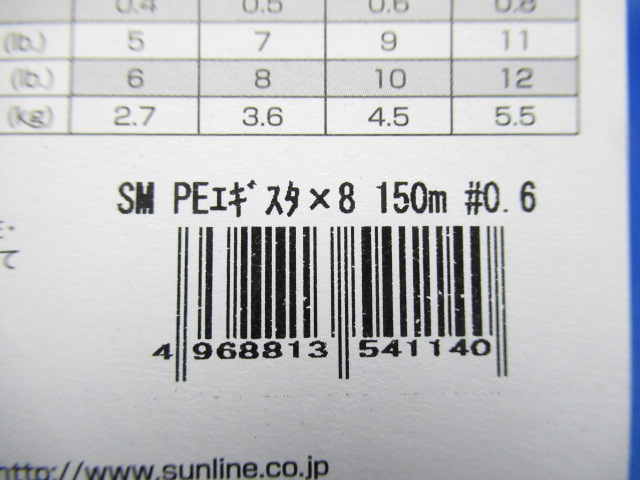 0.4 0.5 0.6 0.8
(lb.) 5 7 9 11
(lb.) 6 8 10 12
(kg) 2.7 3.6 4.5 5.5
SM PEエギスタ×8 150m #0.6
て
4 968813 541140
http://www.sunline.co.jp